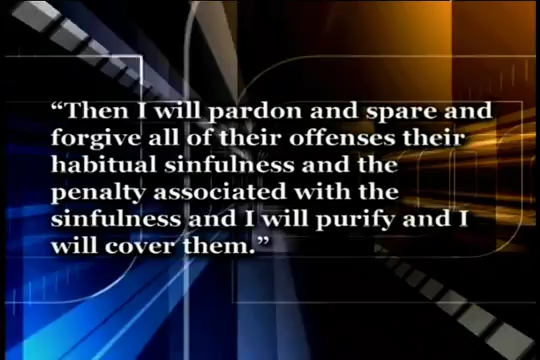 “Then I will pardon and spare and
forgive all of their offenses their
habitual sinfulness and the
penalty associated with the
sinfulness and I will purify and I
will cover them.”